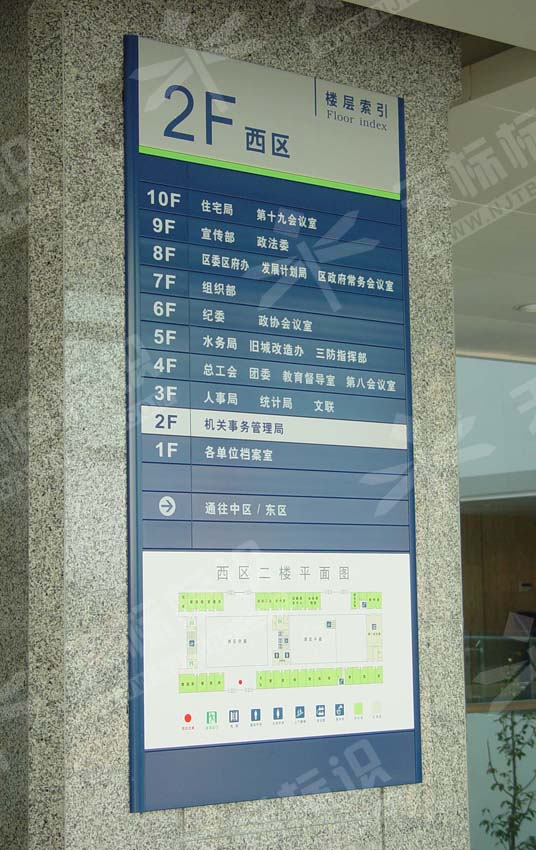 楼层索引
Floor index
2F 西区
10F 住宅局 第十九会议室
9F 宣传部 政法委
8F 区委区府办 发展计划局 区政府常务会议室
7F 组织部
6F 纪委 政协会议室
5F 水务局 旧城改造办 三防指挥部
4F 总工会 团委 教育督导室 第八会议室
3F 人事局 统计局 文联
2F 机关事务管理局
1F 各单位档案室
通往中区 / 东区
西区二楼平面图